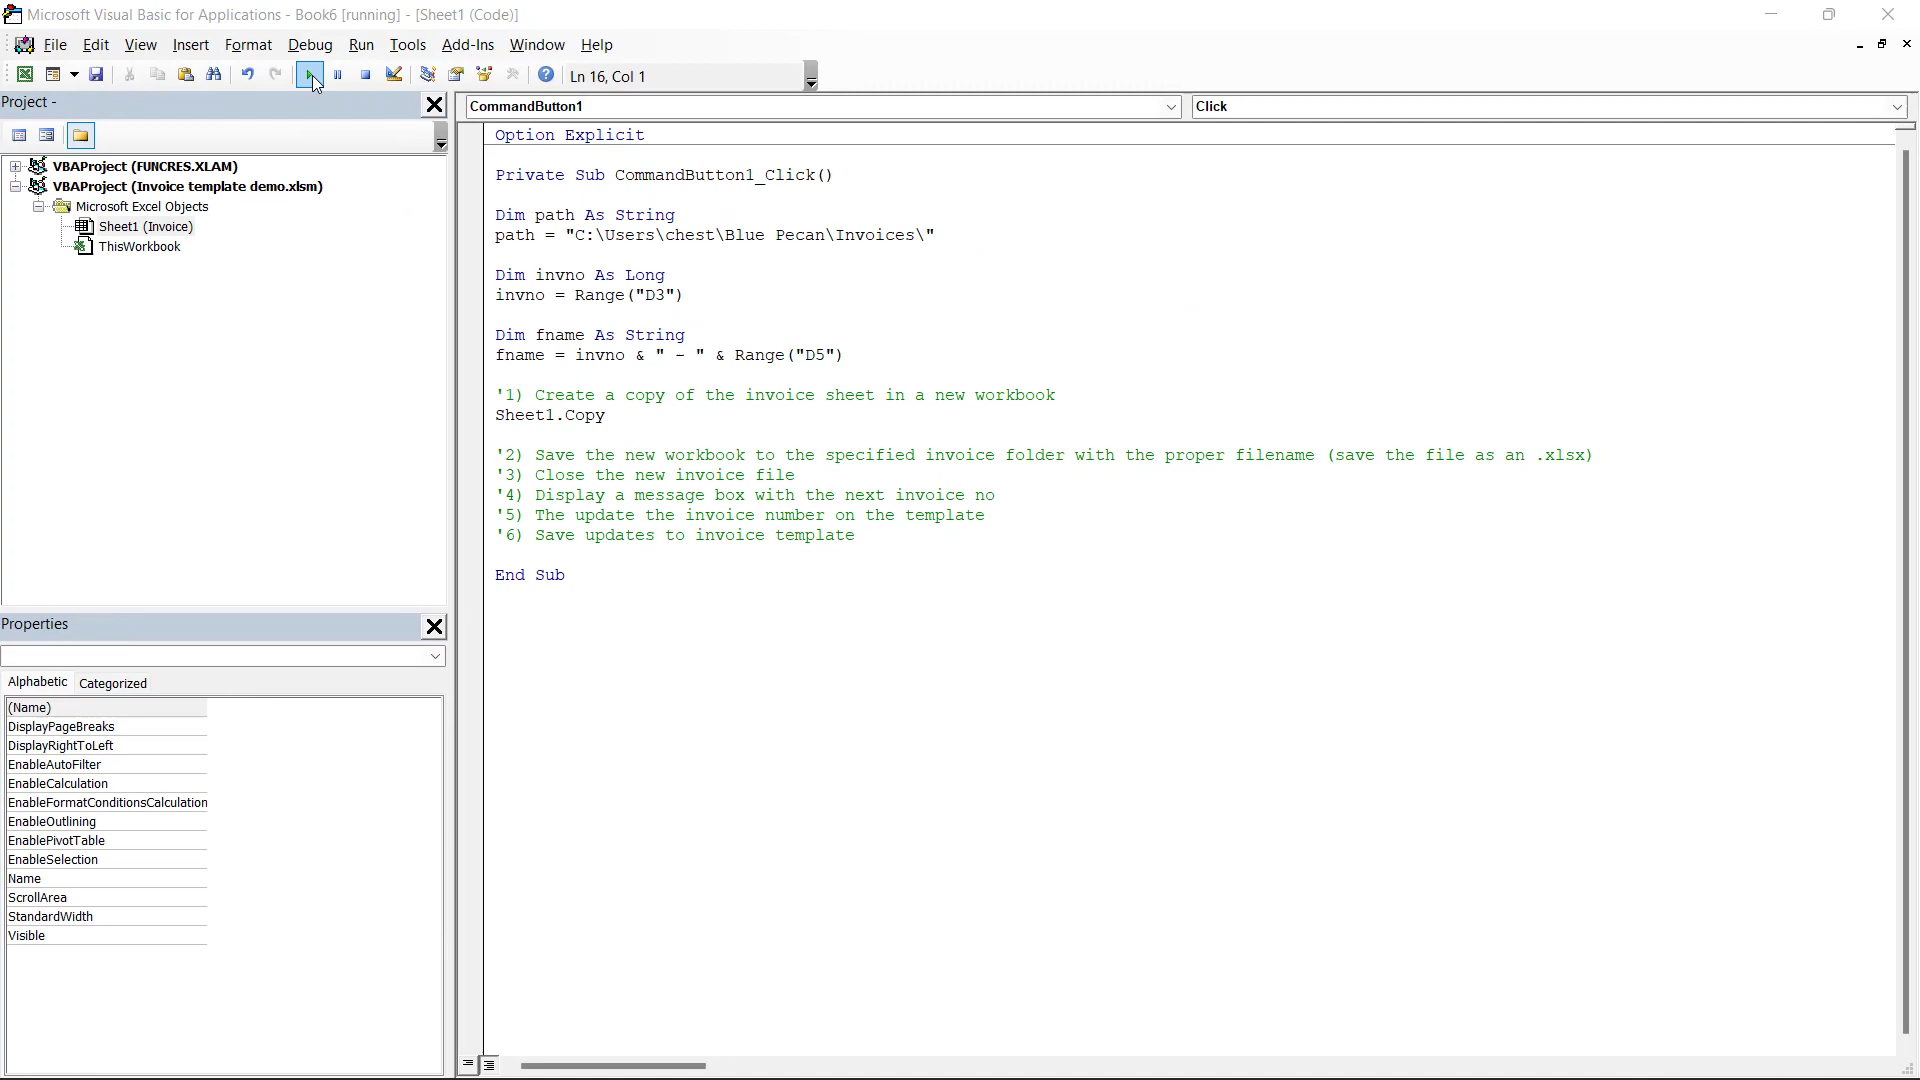 Microsoft Visual Basic for Applications - Book6 [running] - [Sheet1 (Code)]
File Edit View Insert Format Debug Run Tools Add-Ins Window Help
Ln 16, Col 1
Project -
CommandButton1
Click
VBAProject (FUNCRES.XLAM)
VBAProject (Invoice template demo.xlsm)
Microsoft Excel Objects
Sheet1 (Invoice)
ThisWorkbook
Option Explicit
Private Sub CommandButton1_Click()
Dim path As String
path = "C:\Users\chest\Blue Pecan\Invoices\"
Dim invno As Long
invno = Range("D3")
Dim fname As String
fname = invno & " - " & Range("D5")
'1) Create a copy of the invoice sheet in a new workbook
Sheet1.Copy
'2) Save the new workbook to the specified invoice folder with the proper filename (save the file as an .xlsx)
'3) Close the new invoice file
'4) Display a message box with the next invoice no
'5) The update the invoice number on the template
'6) Save updates to invoice template
End Sub
Properties
Alphabetic Categorized
(Name)
DisplayPageBreaks
DisplayRightToLeft
EnableAutoFilter
EnableCalculation
EnableFormatConditionsCalculation
EnableOutlining
EnablePivotTable
EnableSelection
Name
ScrollArea
StandardWidth
Visible